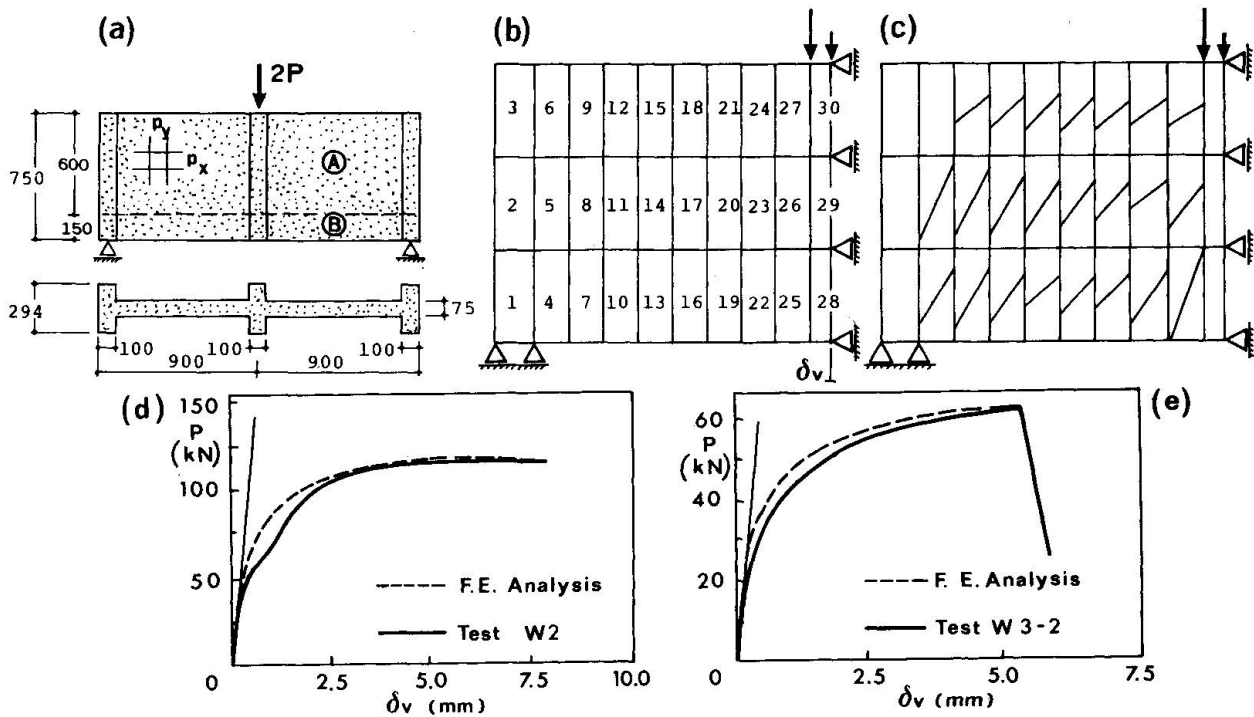 (a)
2P
p_y
p_x
A
B
750
600
150
294
75
100 100 100
900 900
(b)
3 6 9 12 15 18 21 24 27 30
2 5 8 11 14 17 20 23 26 29
1 4 7 10 13 16 19 22 25 28
δv
(c)
(d)
150
P
(kN)
100
50
0 2.5 5.0 7.5 10.0
δv (mm)
F.E. Analysis
Test W2
(e)
60
P
(kN)
40
20
0 2.5 5.0 7.5
δv (mm)
F. E. Analysis
Test W 3-2